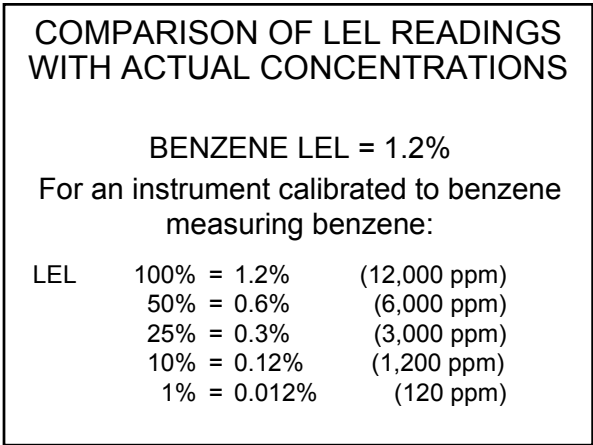 COMPARISON OF LEL READINGS
WITH ACTUAL CONCENTRATIONS
BENZENE LEL = 1.2%
For an instrument calibrated to benzene
measuring benzene:
LEL 100% = 1.2% (12,000 ppm)
50% = 0.6% (6,000 ppm)
25% = 0.3% (3,000 ppm)
10% = 0.12% (1,200 ppm)
1% = 0.012% (120 ppm)